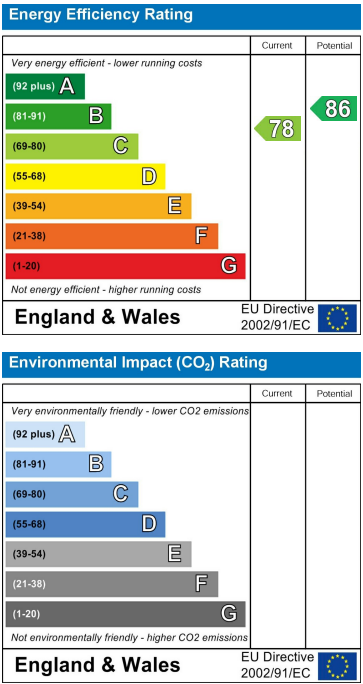 Energy Efficiency Rating
Current Potential
Very energy efficient - lower running costs
(92 plus) A
(81-91) B
(69-80) C
(55-68) D
(39-54) E
(21-38) F
(1-20) G
78
86
Not energy efficient - higher running costs
England & Wales
EU Directive
2002/91/EC
Environmental Impact (CO₂) Rating
Current Potential
Very environmentally friendly - lower CO2 emissions
(92 plus) A
(81-91) B
(69-80) C
(55-68) D
(39-54) E
(21-38) F
(1-20) G
Not environmentally friendly - higher CO2 emissions
England & Wales
EU Directive
2002/91/EC